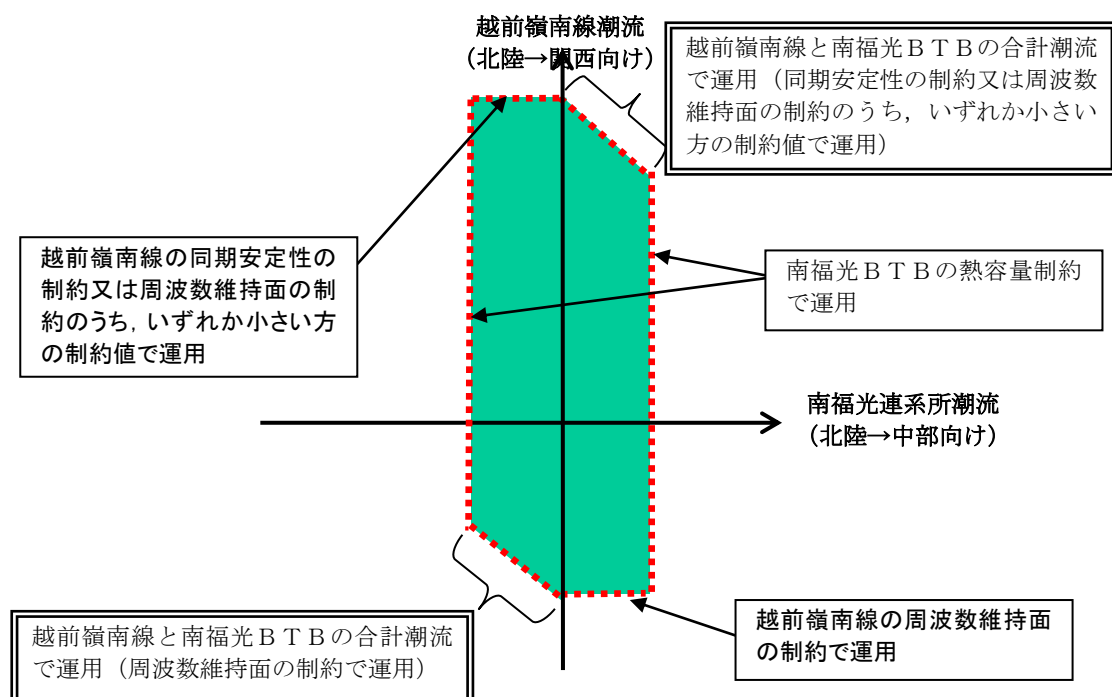 越前嶺南線潮流
(北陸→関西向け)
越前嶺南線と南福光BTBの合計潮流
で運用(同期安定性の制約又は周波数
維持面の制約のうち,いずれか小さい
方の制約値で運用)
越前嶺南線の同期安定性の
制約又は周波数維持面の制
約のうち,いずれか小さい方
の制約値で運用
南福光BTBの熱容量制約
で運用
南福光連系所潮流
(北陸→中部向け)
越前嶺南線と南福光BTBの合計潮流
で運用(周波数維持面の制約で運用)
越前嶺南線の周波数維持面
の制約で運用